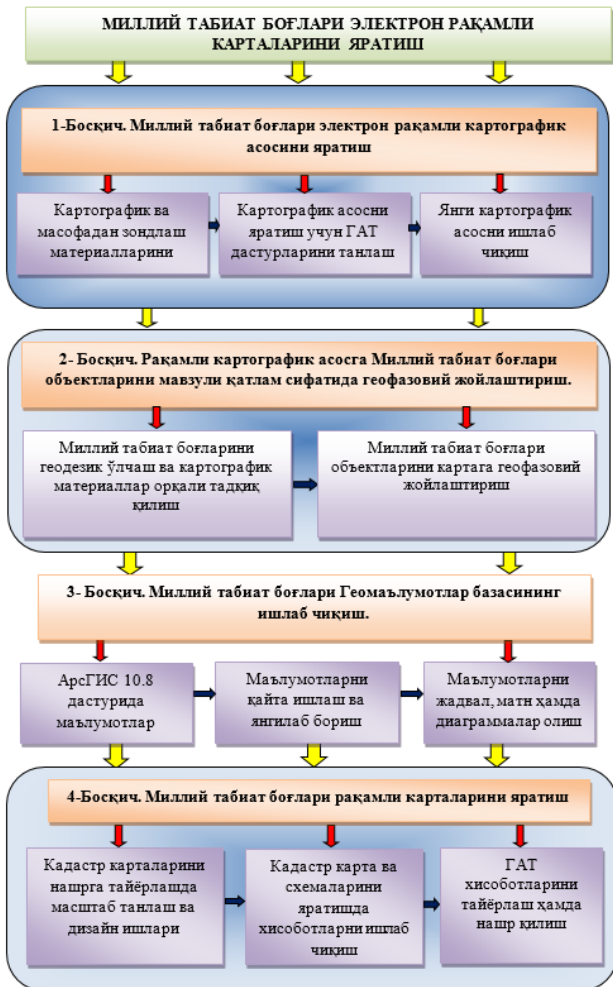 МИЛЛИЙ ТАБИАТ БОҒЛАРИ ЭЛЕКТРОН РАҚАМЛИ
КАРТАЛАРИНИ ЯРАТИШ
1-Босқич. Миллий табиат боғлари электрон рақамли картографик
асосини яратиш
Картографик ва
масофадан зондлаш
материалларини
Картографик асосни
яратиш учун ГАТ
дастурларини танлаш
Янги картографик
асосни ишлаб
чиқиш
2- Босқич. Рақамли картографик асосга Миллий табиат боғлари
объектларини мавзули қатлам сифатида геофазовий жойлаштириш.
Миллий табиат боғларини
геодезик ўлчаш ва картографик
материаллар орқали тадқиқ
қилиш
Миллий табиат боғлари
объектларини картага геофазовий
жойлаштириш
3- Босқич. Миллий табиат боғлари Геомаълумотлар базасининг
ишлаб чиқиш.
АрсГИС 10.8
дастурида
маълумотлар
Маълумотларни
қайта ишлаш ва
янгилаб бориш
Маълумотларни
жадвал, матн ҳамда
диаграммалар олиш
4-Босқич. Миллий табиат боғлари рақамли карталарини яратиш
Кадастр карталарини
нашрга тайёрлашда
масштаб танлаш ва
дизайн ишлари
Кадастр карта ва
схемаларини
яратишда
хисоботларни ишлаб
чиқиш
ГАТ
хисоботларини
тайёрлаш ҳамда
нашр қилиш